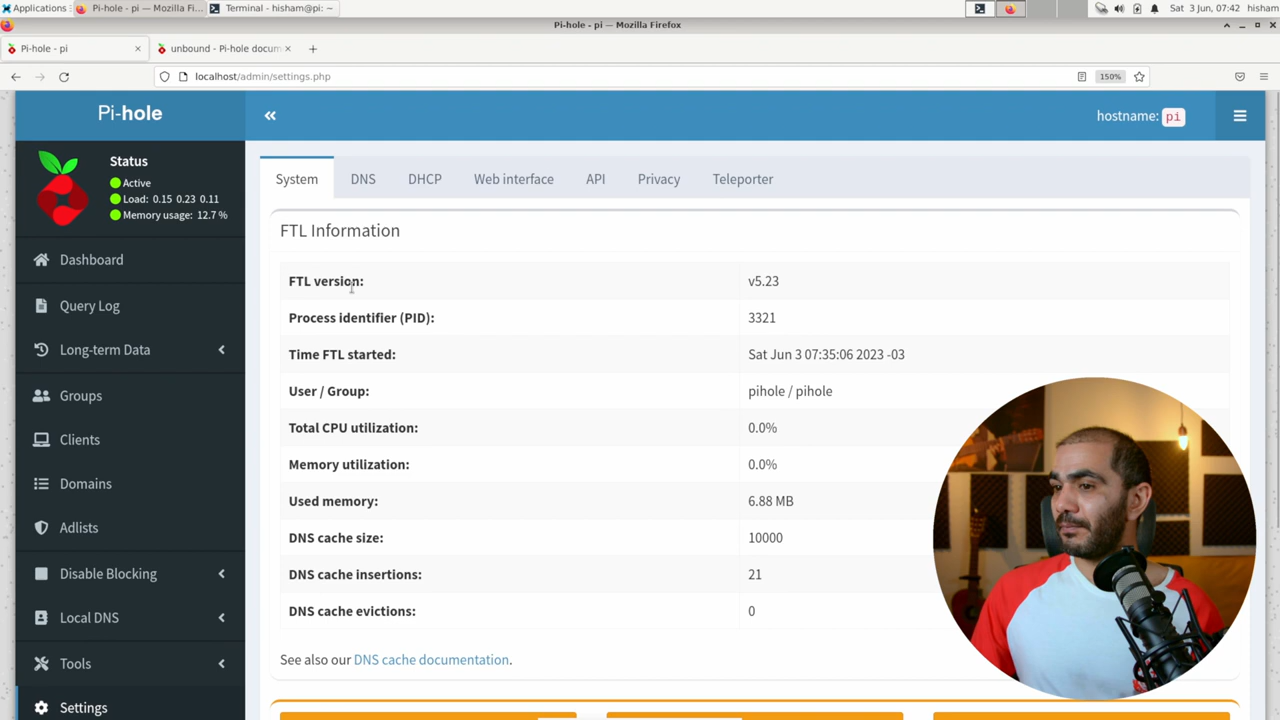 Applications
Pi-hole — pi — Mozilla Fi...
Terminal - hisham@pi: ~
Sat 3 Jun, 07:42 hisham
Pi-hole - pi — Mozilla Firefox
Pi-hole - pi
unbound - Pi-hole docum
localhost/admin/settings.php
150%
Pi-hole
hostname: pi
Status
Active
Load: 0.15 0.23 0.11
Memory usage: 12.7 %
Dashboard
Query Log
Long-term Data
Groups
Clients
Domains
Adlists
Disable Blocking
Local DNS
Tools
Settings
System DNS DHCP Web interface API Privacy Teleporter
FTL Information
FTL version: v5.23
Process identifier (PID): 3321
Time FTL started: Sat Jun 3 07:35:06 2023 -03
User / Group: pihole / pihole
Total CPU utilization: 0.0%
Memory utilization: 0.0%
Used memory: 6.88 MB
DNS cache size: 10000
DNS cache insertions: 21
DNS cache evictions: 0
See also our DNS cache documentation.